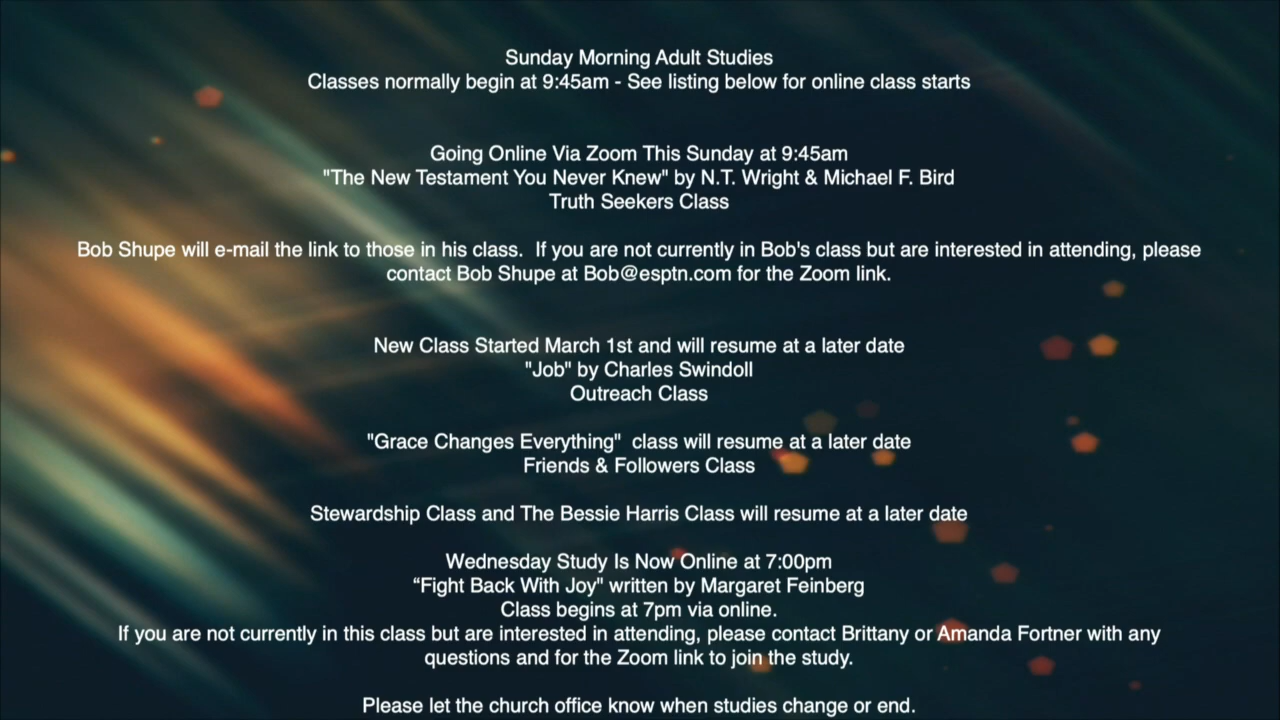 Sunday Morning Adult Studies
Classes normally begin at 9:45am - See listing below for online class starts
Going Online Via Zoom This Sunday at 9:45am
"The New Testament You Never Knew" by N.T. Wright & Michael F. Bird
Truth Seekers Class
Bob Shupe will e-mail the link to those in his class.  If you are not currently in Bob's class but are interested in attending, please
contact Bob Shupe at Bob@esptn.com for the Zoom link.
New Class Started March 1st and will resume at a later date
"Job" by Charles Swindoll
Outreach Class
"Grace Changes Everything"  class will resume at a later date
Friends & Followers Class
Stewardship Class and The Bessie Harris Class will resume at a later date
Wednesday Study Is Now Online at 7:00pm
“Fight Back With Joy" written by Margaret Feinberg
Class begins at 7pm via online.
If you are not currently in this class but are interested in attending, please contact Brittany or Amanda Fortner with any
questions and for the Zoom link to join the study.
Please let the church office know when studies change or end.